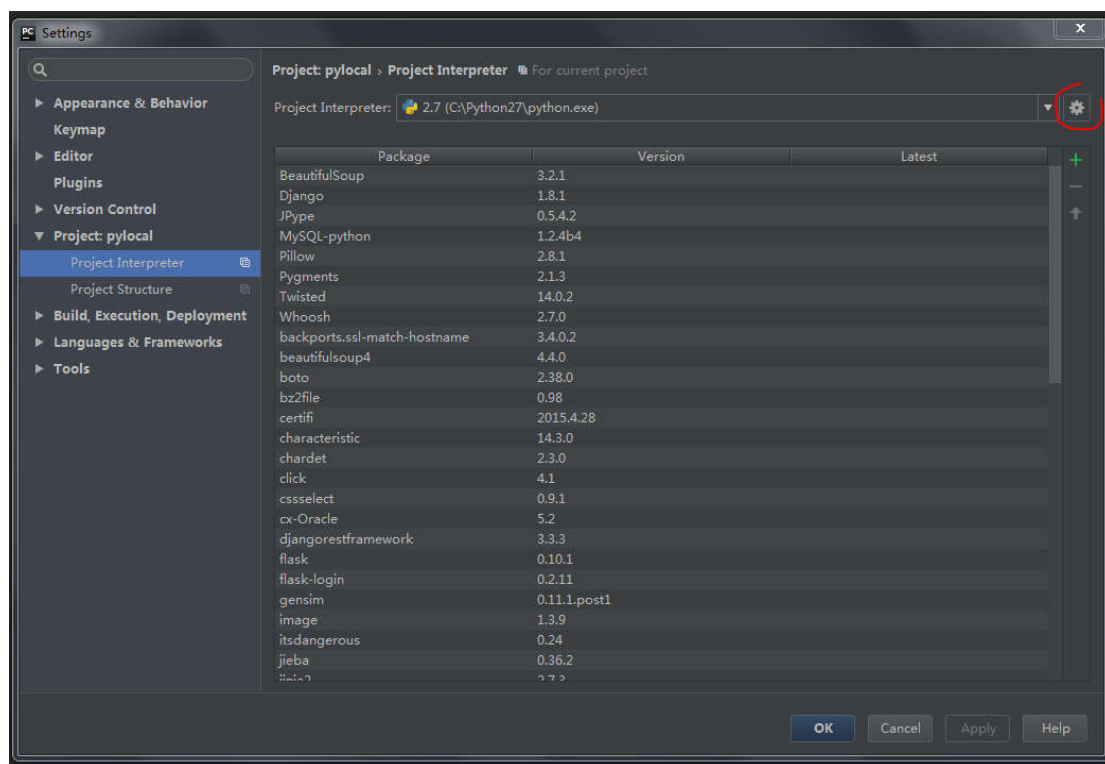 PC Settings
Project: pylocal › Project Interpreter For current project
Appearance & Behavior
Keymap
Editor
Plugins
Version Control
Project: pylocal
Project Interpreter
Project Structure
Build, Execution, Deployment
Languages & Frameworks
Tools
Project Interpreter: 2.7 (C:\Python27\python.exe)
Package Version Latest
BeautifulSoup 3.2.1
Django 1.8.1
JPype 0.5.4.2
MySQL-python 1.2.4b4
Pillow 2.8.1
Pygments 2.1.3
Twisted 14.0.2
Whoosh 2.7.0
backports.ssl-match-hostname 3.4.0.2
beautifulsoup4 4.4.0
boto 2.38.0
bz2file 0.98
certifi 2015.4.28
characteristic 14.3.0
chardet 2.3.0
click 4.1
cssselect 0.9.1
cx-Oracle 5.2
djangorestframework 3.3.3
flask 0.10.1
flask-login 0.2.11
gensim 0.11.1.post1
image 1.3.9
itsdangerous 0.24
jieba 0.36.2
OK Cancel Apply Help